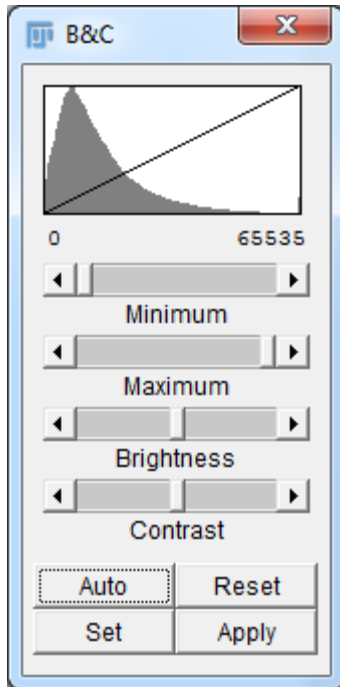 B&C
0 65535
Minimum
Maximum
Brightness
Contrast
Auto Reset
Set Apply